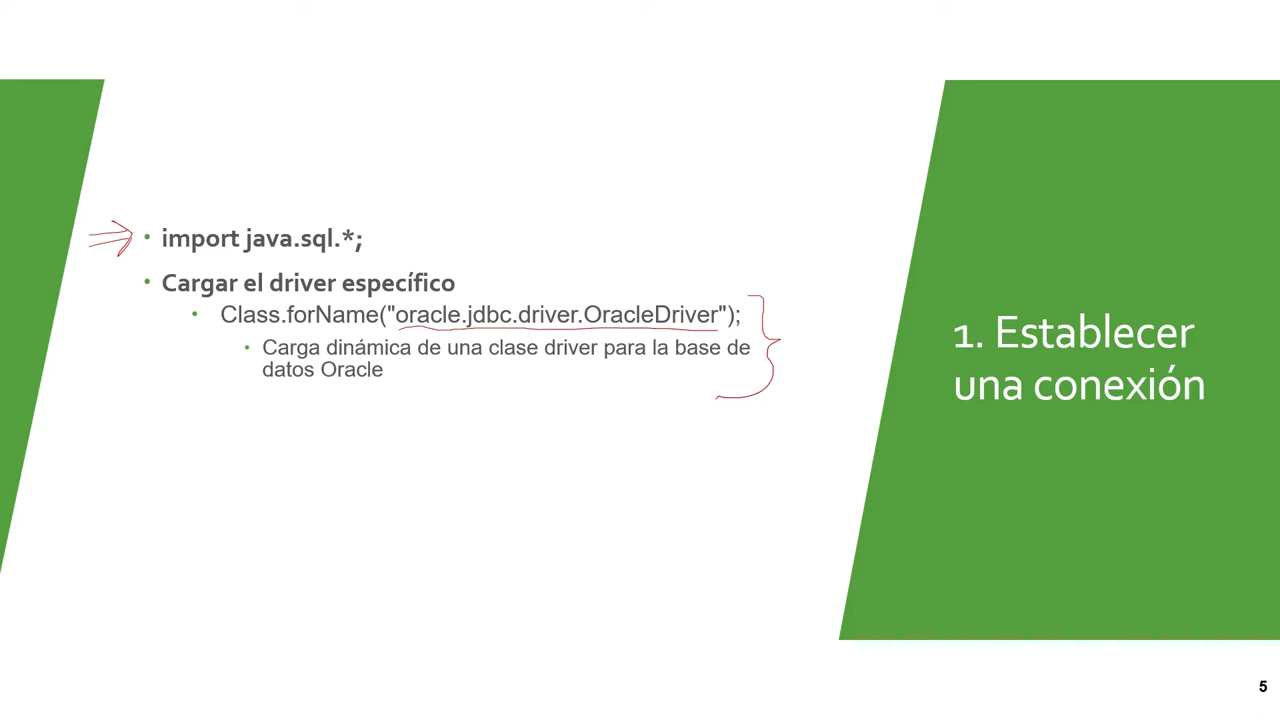 import java.sql.*;
Cargar el driver específico
Class.forName("oracle.jdbc.driver.OracleDriver");
Carga dinámica de una clase driver para la base de
datos Oracle
1. Establecer
una conexión
5